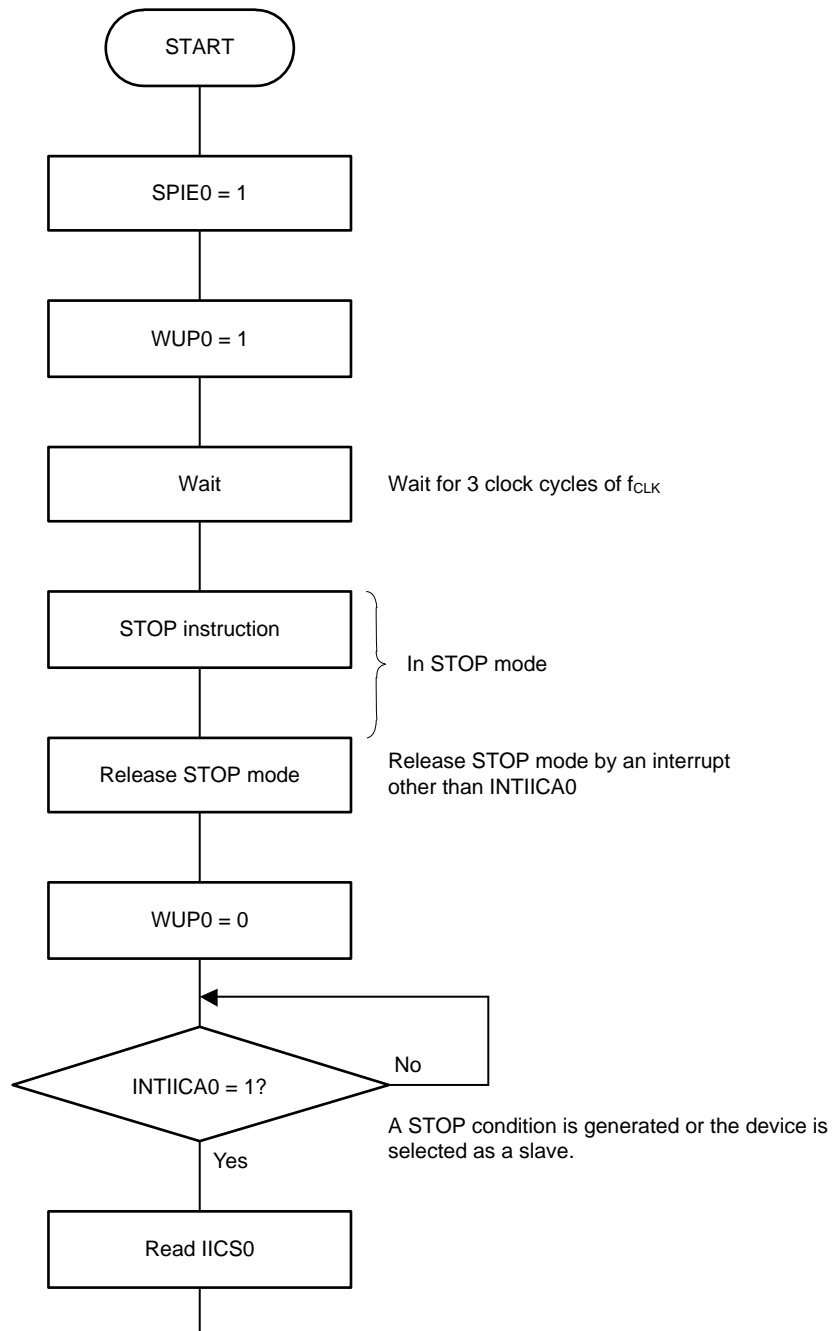 START
SPIE0 = 1
WUP0 = 1
Wait
Wait for 3 clock cycles of fCLK
STOP instruction
In STOP mode
Release STOP mode
Release STOP mode by an interrupt
other than INTIICA0
WUP0 = 0
No
INTIICA0 = 1?
A STOP condition is generated or the device is
selected as a slave.
Yes
Read IICS0